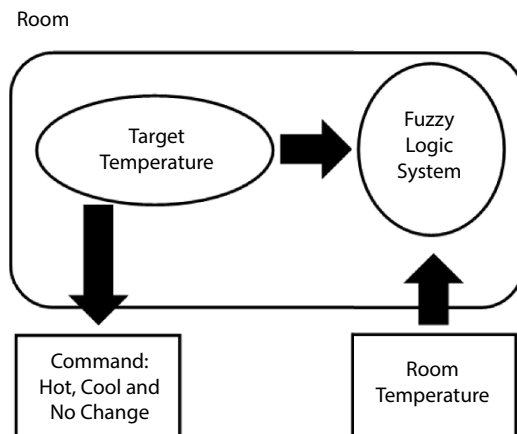 Room
Target
Temperature
Fuzzy
Logic
System
Command:
Hot, Cool and
No Change
Room
Temperature